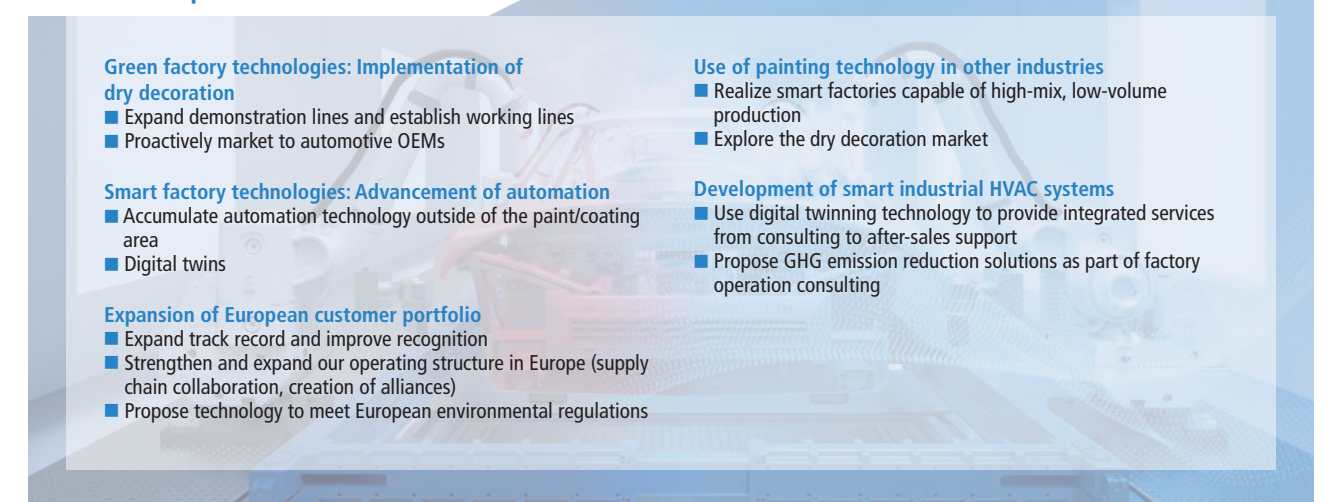 Green factory technologies: Implementation of
dry decoration
■ Expand demonstration lines and establish working lines
■ Proactively market to automotive OEMs
Smart factory technologies: Advancement of automation
■ Accumulate automation technology outside of the paint/coating
area
■ Digital twins
Expansion of European customer portfolio
■ Expand track record and improve recognition
■ Strengthen and expand our operating structure in Europe (supply
chain collaboration, creation of alliances)
■ Propose technology to meet European environmental regulations
Use of painting technology in other industries
■ Realize smart factories capable of high-mix, low-volume
production
■ Explore the dry decoration market
Development of smart industrial HVAC systems
■ Use digital twinning technology to provide integrated services
from consulting to after-sales support
■ Propose GHG emission reduction solutions as part of factory
operation consulting